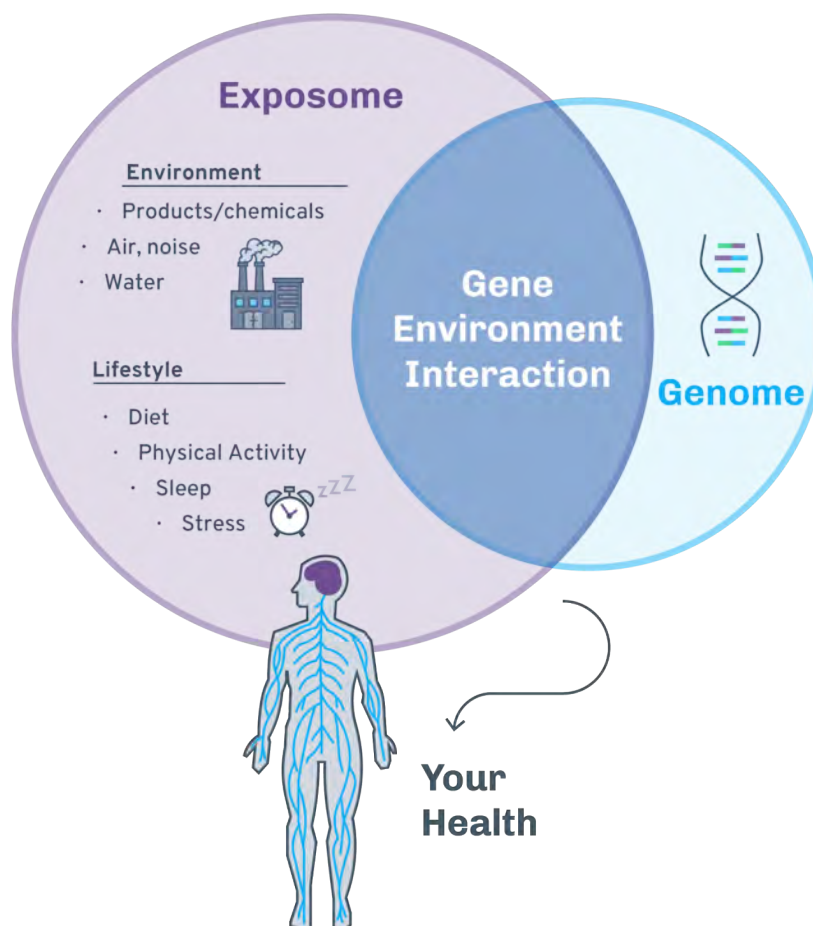 Exposome
Environment
· Products/chemicals
· Air, noise
· Water
Lifestyle
· Diet
· Physical Activity
· Sleep
· Stress
zZZ
Gene
Environment
Interaction
Genome
Your
Health